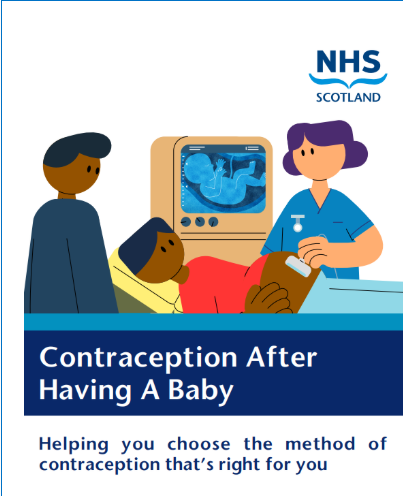 NHS
SCOTLAND
Contraception After
Having A Baby
Helping you choose the method of
contraception that's right for you